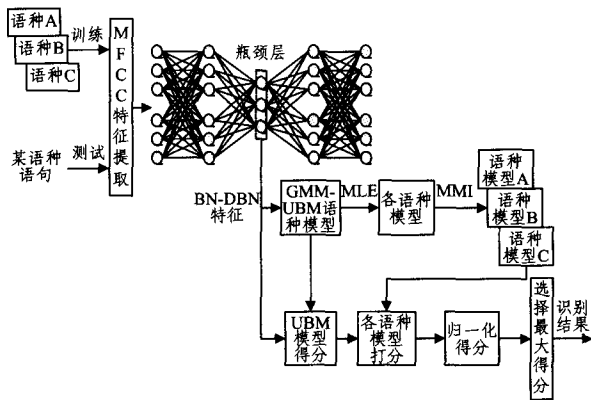 语种A
语种B
语种C
训练
某语种
语句
测试
MFCC特征提取
瓶颈层
BN-DBN
特征
GMM-
UBM语
种模型
MLE
各语种
模型
MMI
语种
模型A
语种
模型B
语种
模型C
UBM
模型
得分
各语种
模型
打分
归一化
得分
选择最大得分
识别
结果